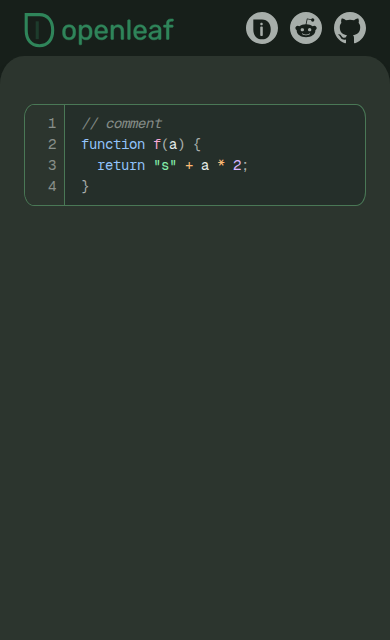 openleaf
1 // comment
2 function f(a) {
3   return "s" + a * 2;
4 }